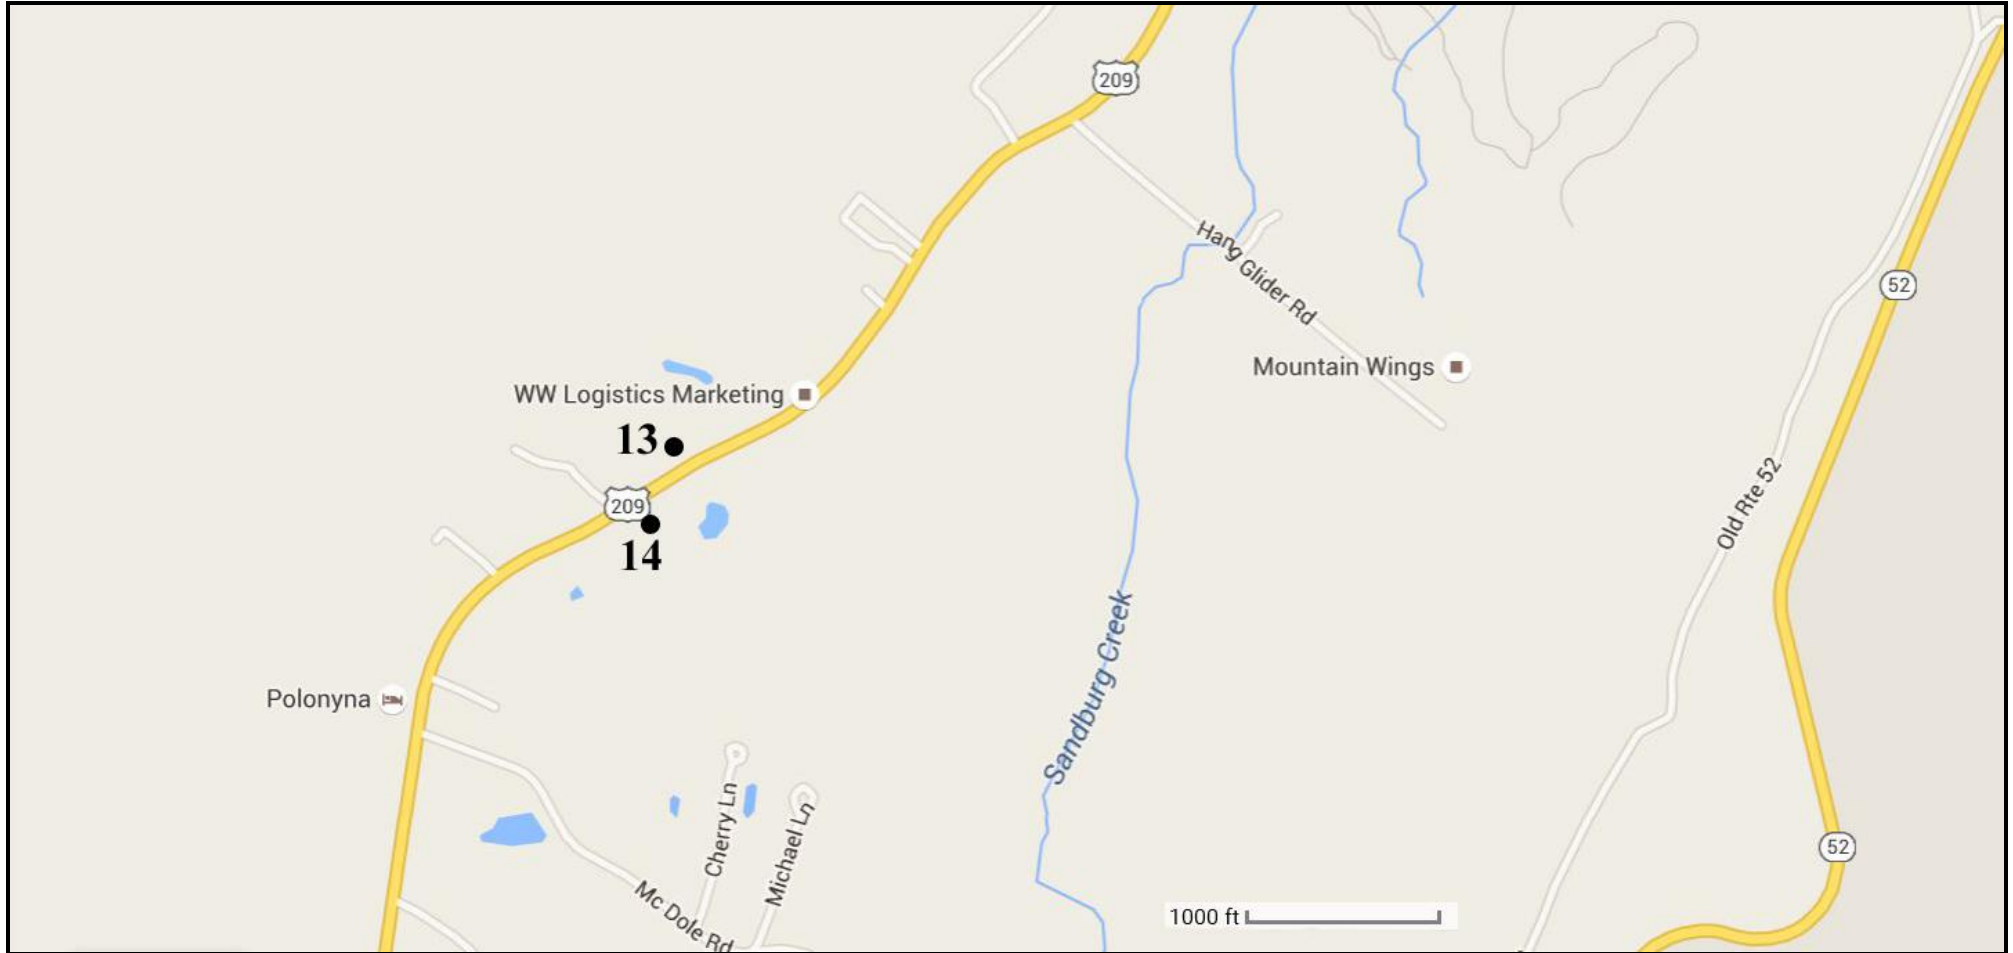 209
Hang Glider Rd
52
Mountain Wings
WW Logistics Marketing
13
209
14
Old Rte 52
Sandburg Creek
Polonyna
Cherry Ln
Michael Ln
52
Mc Dole Rd
1000 ft